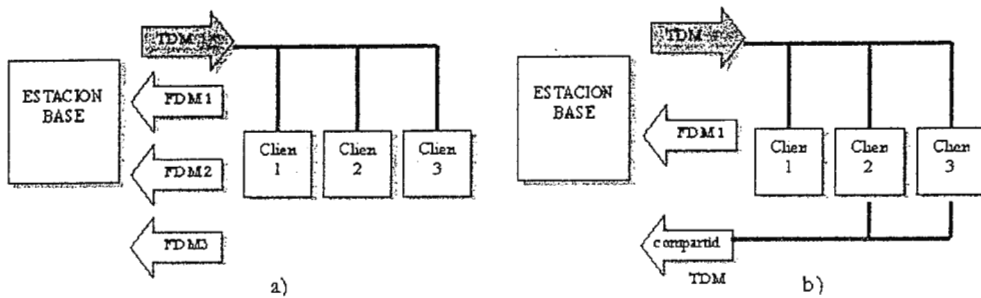 TDM
ESTACION
BASE
FDM1
FDM2
FDM3
Clien
1
Clien
2
Clien
3
a)
TDM
ESTACION
BASE
FDM1
Clien
1
Clien
2
Clien
3
compartid
TDM
b)